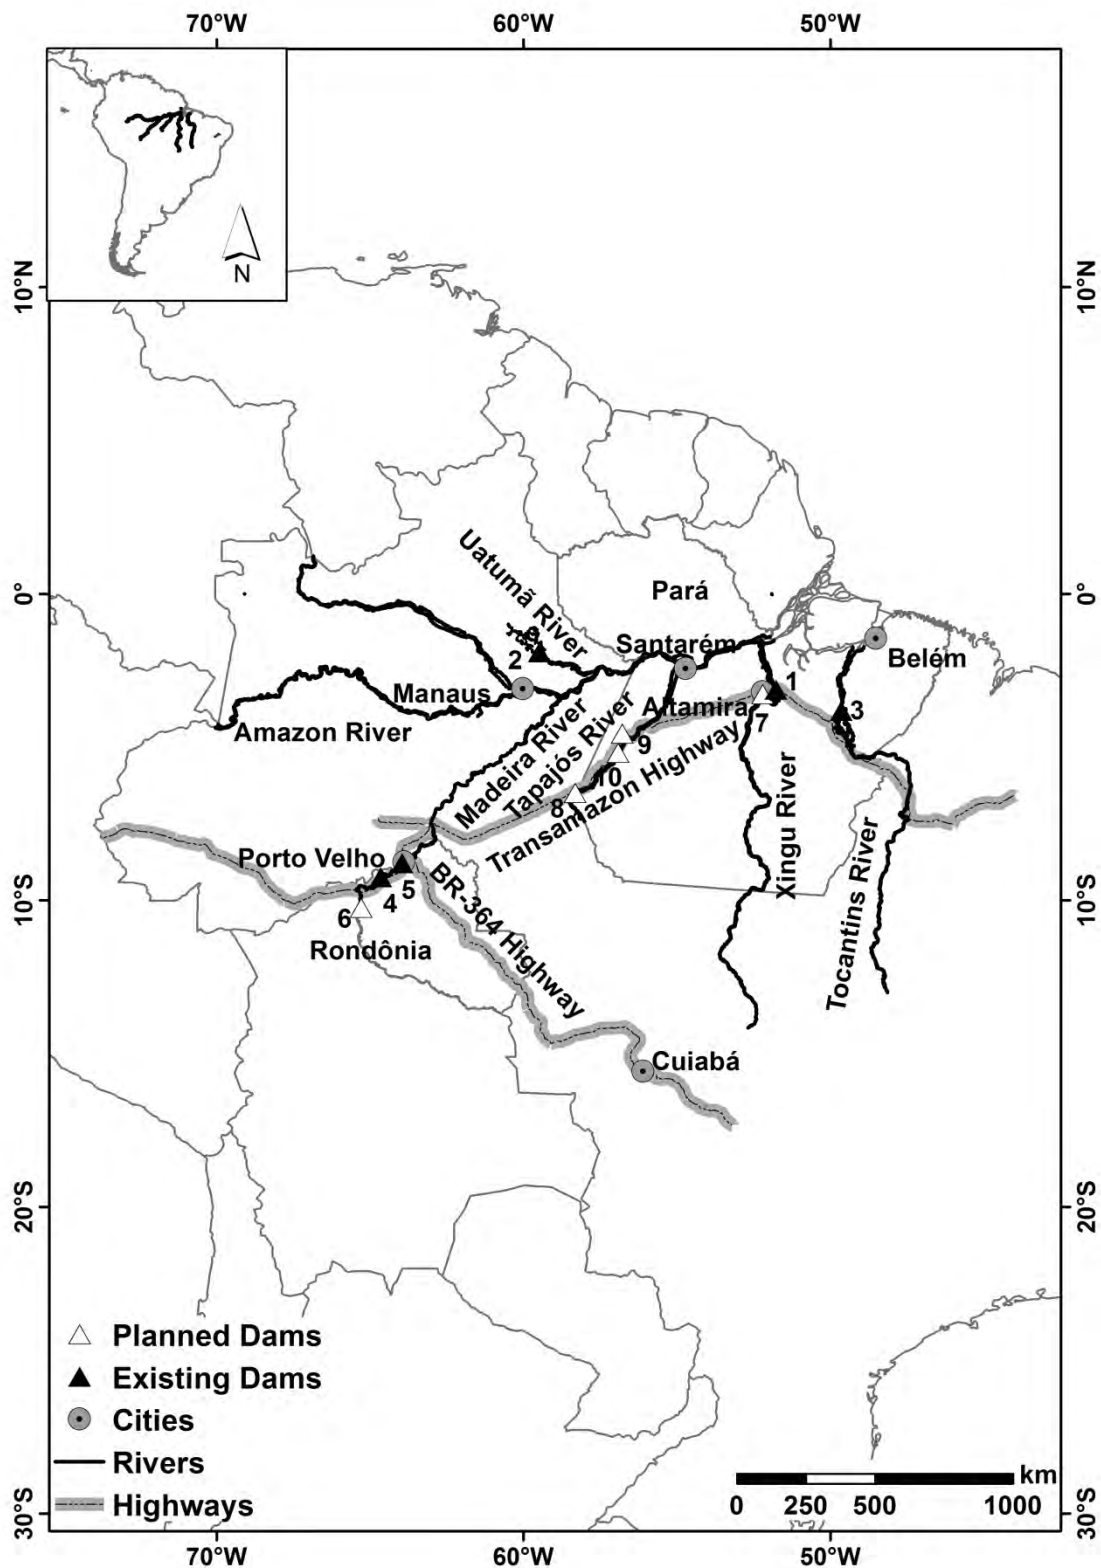 70°W 60°W 50°W
N
10°N 10°N
Uatumã River
0° 0°
Pará
Santarém
Belém
2
Manaus
1
Altamira
3
7
Amazon River
Madeira River
Tapajós River
9
10
8
Transamazon Highway
Xingu River
Tocantins River
Porto Velho
5
4
BR-364 Highway
10°S 10°S
6
Rondônia
Cuiabá
20°S 20°S
Planned Dams
Existing Dams
Cities
Rivers
Highways
km
0 250 500 1000
30°S 30°S
70°W 60°W 50°W